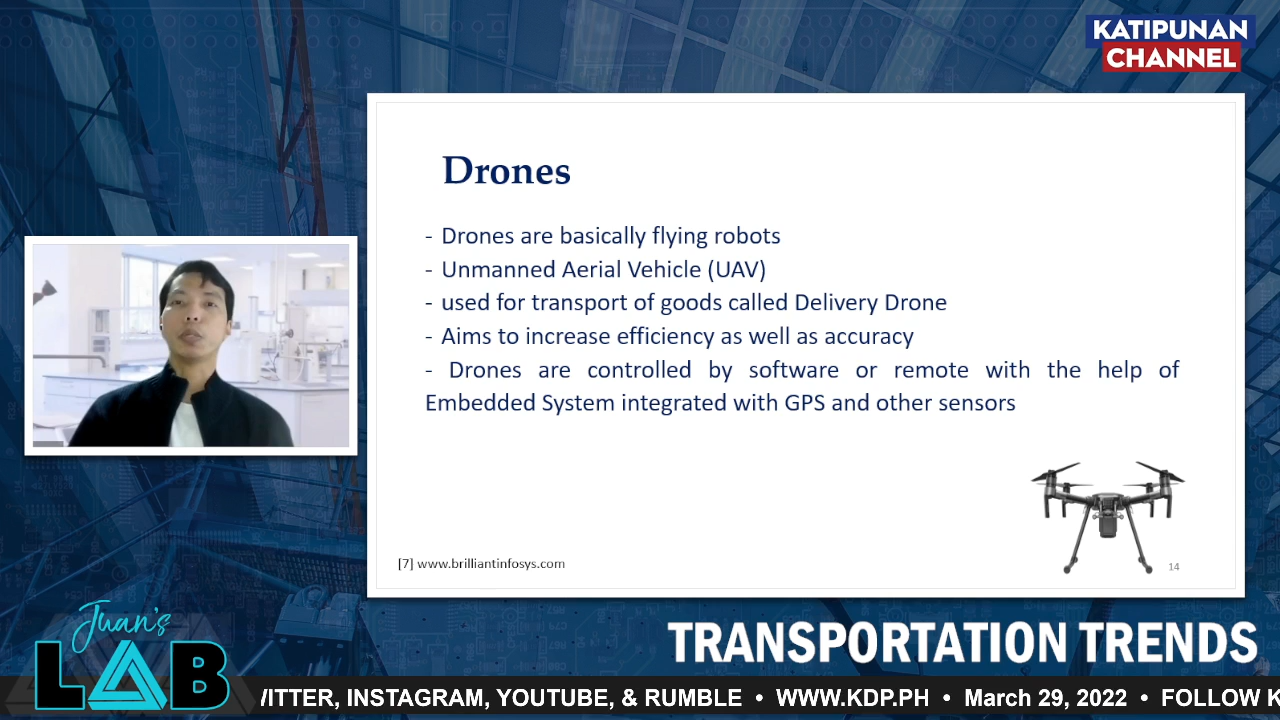 KATIPUNAN
CHANNEL
Drones
- Drones are basically flying robots
- Unmanned Aerial Vehicle (UAV)
- used for transport of goods called Delivery Drone
- Aims to increase efficiency as well as accuracy
- Drones are controlled by software or remote with the help of
Embedded System integrated with GPS and other sensors
[7] www.brilliantinfosys.com
14
Juan's
LAB
TRANSPORTATION TRENDS
ITTER, INSTAGRAM, YOUTUBE, & RUMBLE • WWW.KDP.PH • March 29, 2022 • FOLLOW K